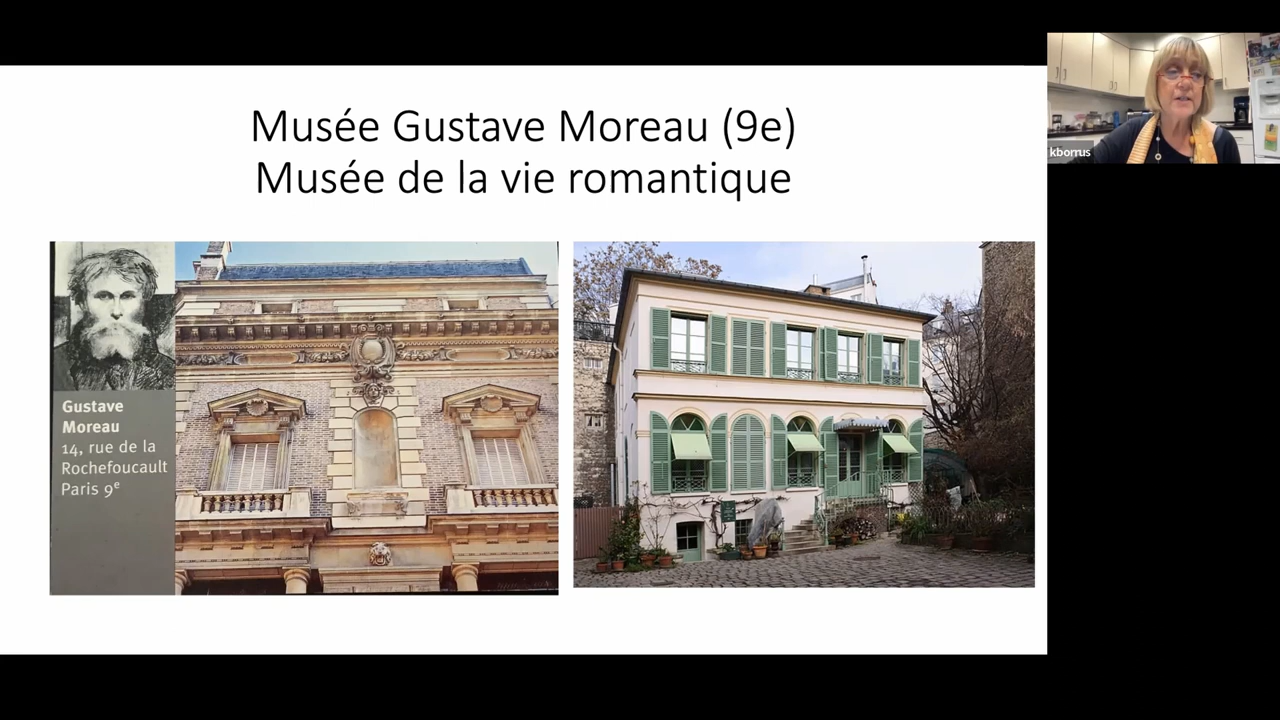 Musée Gustave Moreau (9e)
Musée de la vie romantique
Gustave
Moreau
14, rue de la
Rochefoucault
Paris 9ᵉ
kborrus